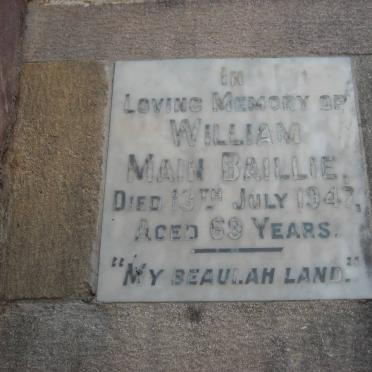 In
Loving Memory of
William
Main Baillie,
Died 13th July 1947,
Aged 69 Years.
"My Beaulah Land."